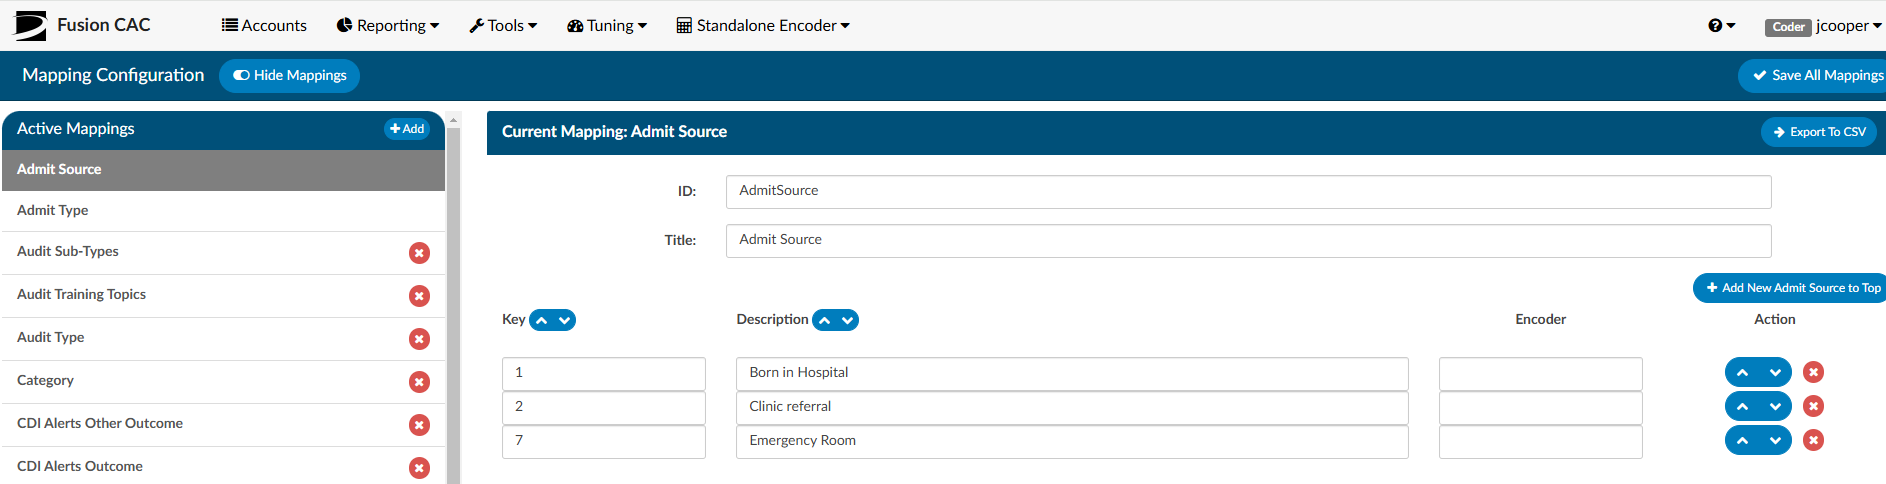 Fusion CAC Accounts Reporting Tools Tuning Standalone Encoder ? Coder jcooper
Mapping Configuration Hide Mappings Save All Mappings
Active Mappings + Add
Admit Source
Admit Type
Audit Sub-Types
Audit Training Topics
Audit Type
Category
CDI Alerts Other Outcome
CDI Alerts Outcome
Current Mapping: Admit Source Export To CSV
ID: AdmitSource
Title: Admit Source
+ Add New Admit Source to Top
Key Description Encoder Action
1 Born in Hospital
2 Clinic referral
7 Emergency Room